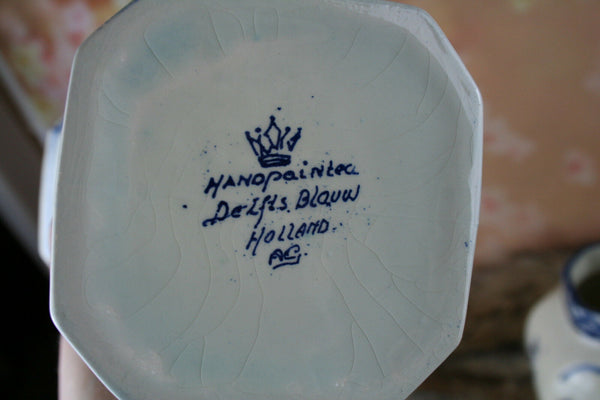 HANDpainted
Delfts. Blauw
HOLLAND.
AG